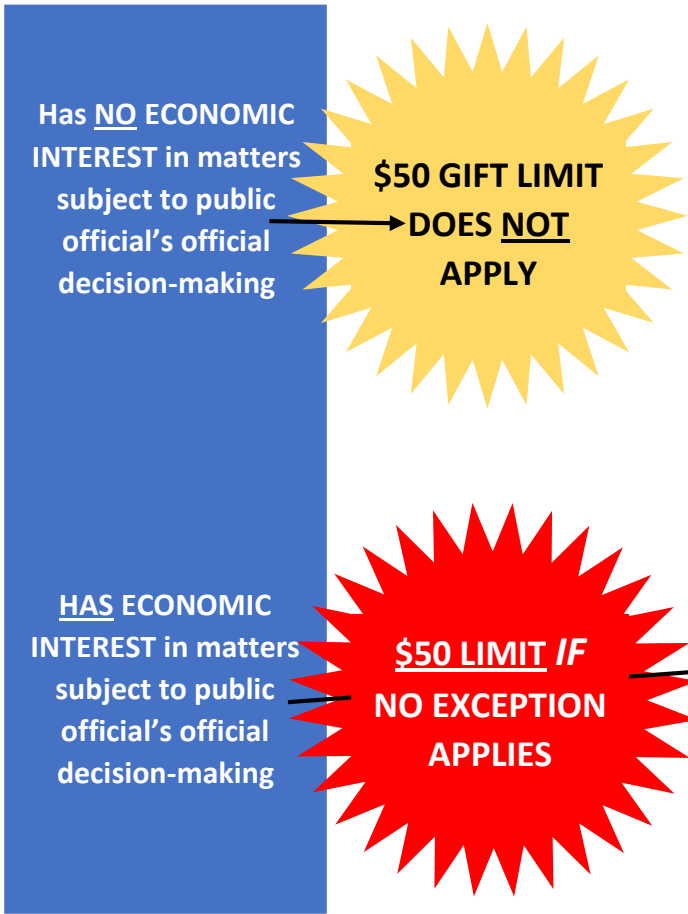 Has NO ECONOMIC
INTEREST in matters
subject to public
official’s official
decision-making
$50 GIFT LIMIT
DOES NOT
APPLY
HAS ECONOMIC
INTEREST in matters
subject to public
official’s official
decision-making
$50 LIMIT IF
NO EXCEPTION
APPLIES